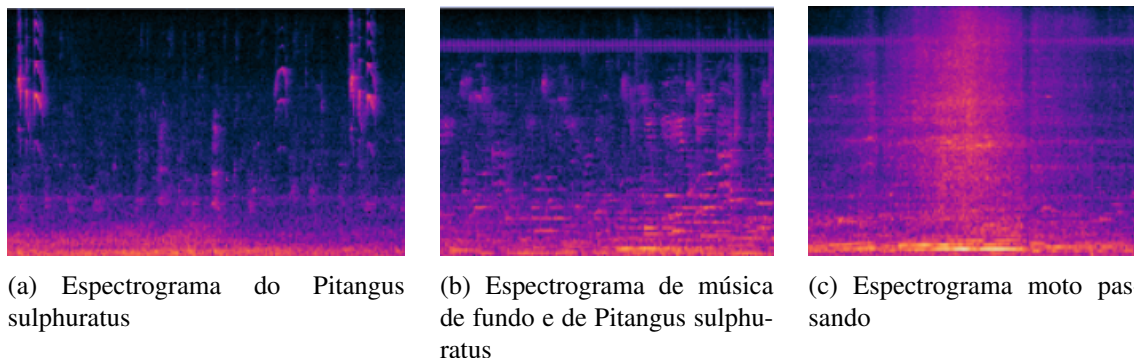 (a) Espectrograma do Pitangus
sulphuratus
(b) Espectrograma de música
de fundo e de Pitangus sulphu-
ratus
(c) Espectrograma moto pas
sando